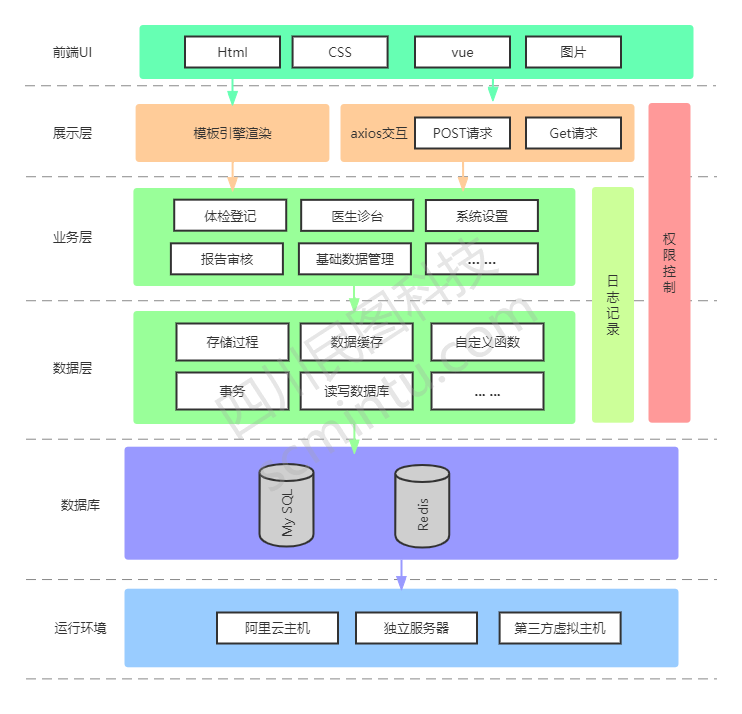 前端UI
Html
CSS
vue
图片
展示层
模板引擎渲染
axios交互
POST请求
Get请求
业务层
体检登记
医生诊台
系统设置
报告审核
基础数据管理
... ...
数据层
存储过程
数据缓存
自定义函数
事务
读写数据库
... ...
日志记录
权限控制
数据库
My SQL
Redis
运行环境
阿里云主机
独立服务器
第三方虚拟主机
四川民图科技
scmintu.com